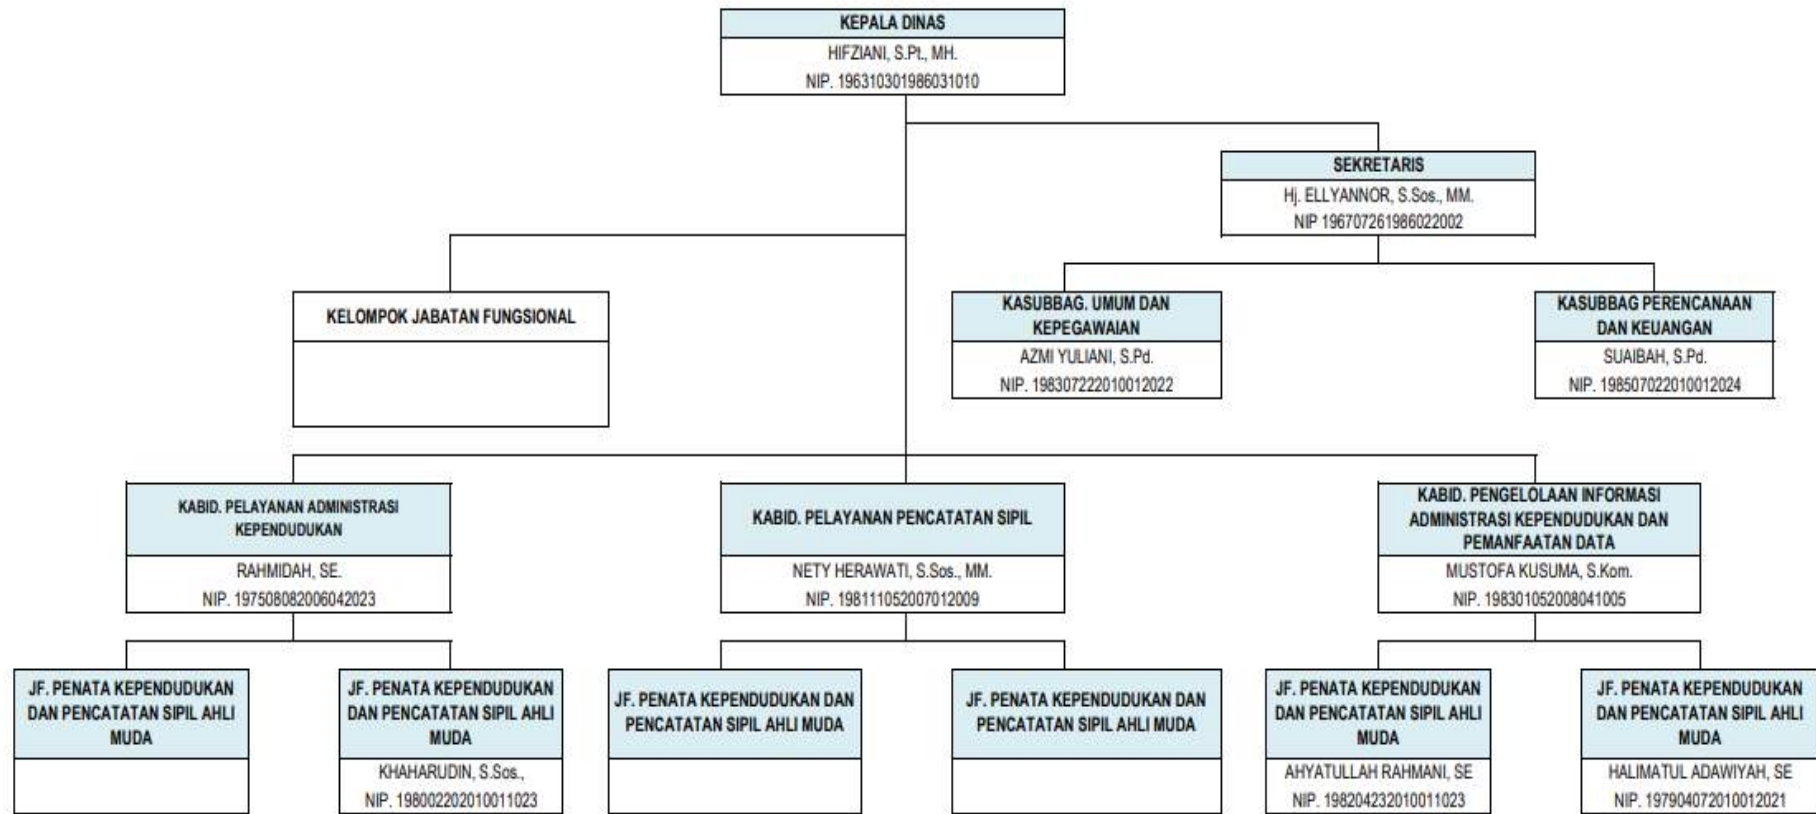 KEPALA DINAS
HIFZIANI, S.Pt., MH.
NIP. 196310301986031010
SEKRETARIS
Hj. ELLYANNOR, S.Sos., MM.
NIP 196707261986022002
KELOMPOK JABATAN FUNGSIONAL
KASUBBAG. UMUM DAN
KEPEGAWAIAN
AZMI YULIANI, S.Pd.
NIP. 198307222010012022
KASUBBAG PERENCANAAN
DAN KEUANGAN
SUAIBAH, S.Pd.
NIP. 198507022010012024
KABID. PELAYANAN ADMINISTRASI
KEPENDUDUKAN
RAHMIDAH, SE.
NIP. 197508082006042023
KABID. PELAYANAN PENCATATAN SIPIL
NETY HERAWATI, S.Sos., MM.
NIP. 198111052007012009
KABID. PENGELOLAAN INFORMASI
ADMINISTRASI KEPENDUDUKAN DAN
PEMANFAATAN DATA
MUSTOFA KUSUMA, S.Kom.
NIP. 198301052008041005
JF. PENATA KEPENDUDUKAN
DAN PENCATATAN SIPIL AHLI
MUDA
JF. PENATA KEPENDUDUKAN
DAN PENCATATAN SIPIL AHLI
MUDA
KHAHARUDIN, S.Sos.,
NIP. 198002202010011023
JF. PENATA KEPENDUDUKAN DAN
PENCATATAN SIPIL AHLI MUDA
JF. PENATA KEPENDUDUKAN DAN
PENCATATAN SIPIL AHLI MUDA
JF. PENATA KEPENDUDUKAN
DAN PENCATATAN SIPIL AHLI
MUDA
AHYATULLAH RAHMANI, SE
NIP. 198204232010011023
JF. PENATA KEPENDUDUKAN
DAN PENCATATAN SIPIL AHLI
MUDA
HALIMATUL ADAWIYAH, SE
NIP. 197904072010012021